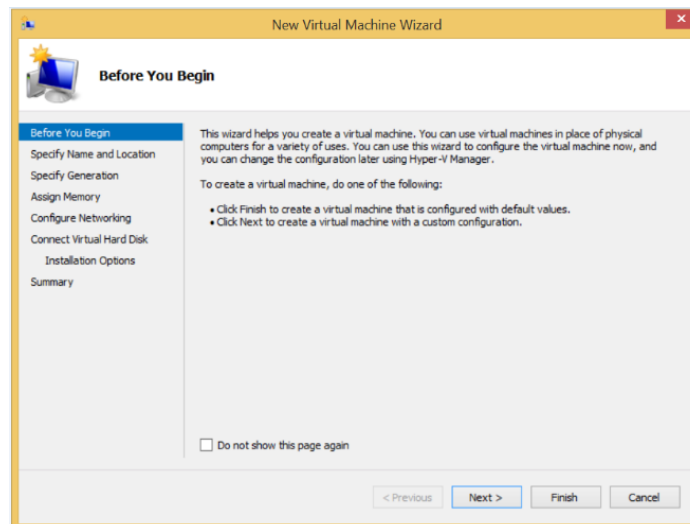 New Virtual Machine Wizard
Before You Begin
Before You Begin
Specify Name and Location
Specify Generation
Assign Memory
Configure Networking
Connect Virtual Hard Disk
Installation Options
Summary
This wizard helps you create a virtual machine. You can use virtual machines in place of physical
computers for a variety of uses. You can use this wizard to configure the virtual machine now, and
you can change the configuration later using Hyper-V Manager.
To create a virtual machine, do one of the following:
• Click Finish to create a virtual machine that is configured with default values.
• Click Next to create a virtual machine with a custom configuration.
Do not show this page again
< Previous
Next >
Finish
Cancel